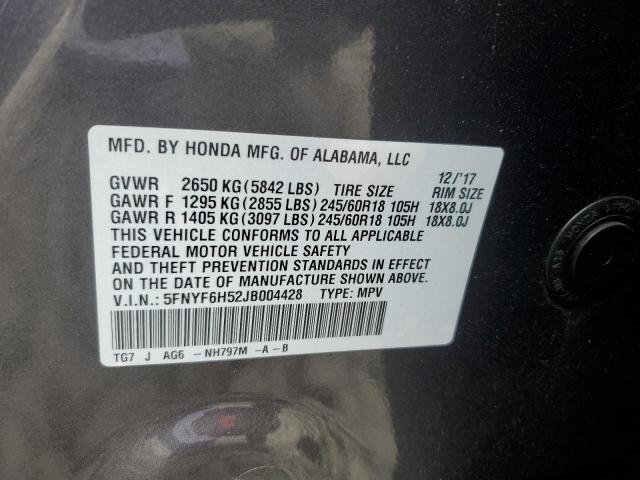 MFD. BY HONDA MFG. OF ALABAMA, LLC
12/'17
GVWR 2650 KG (5842 LBS) TIRE SIZE RIM SIZE
GAWR F 1295 KG (2855 LBS) 245/60R18 105H 18X8.0J
GAWR R 1405 KG (3097 LBS) 245/60R18 105H 18X8.0J
THIS VEHICLE CONFORMS TO ALL APPLICABLE
FEDERAL MOTOR VEHICLE SAFETY
AND THEFT PREVENTION STANDARDS IN EFFECT
ON THE DATE OF MANUFACTURE SHOWN ABOVE.
V.I.N.: 5FNYF6H52JB004428 TYPE: MPV
TG7 J AG6 -NH797M -A-B